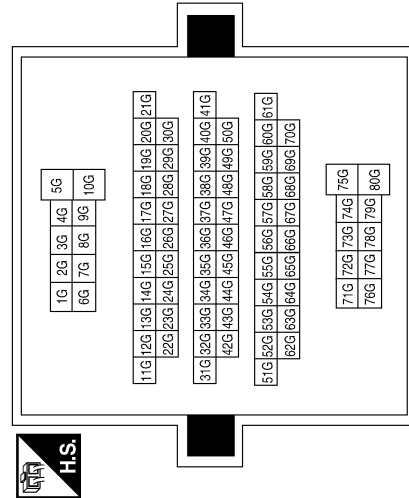 H.S.
1G 2G 3G 4G 5G
6G 7G 8G 9G 10G
11G 12G 13G 14G 15G 16G 17G 18G 19G 20G 21G
22G 23G 24G 25G 26G 27G 28G 29G 30G
31G 32G 33G 34G 35G 36G 37G 38G 39G 40G 41G
42G 43G 44G 45G 46G 47G 48G 49G 50G
51G 52G 53G 54G 55G 56G 57G 58G 59G 60G 61G
62G 63G 64G 65G 66G 67G 68G 69G 70G
71G 72G 73G 74G 75G
76G 77G 78G 79G 80G